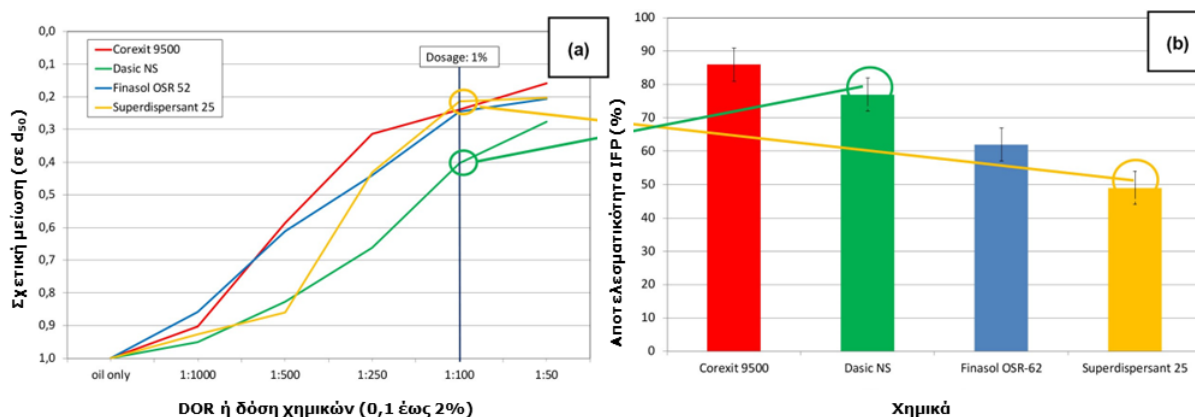 Σχετική μείωση (σε d50)
0,0
0,1
0,2
0,3
0,4
0,5
0,6
0,7
0,8
0,9
1,0
Corexit 9500
Dasic NS
Finasol OSR 52
Superdispersant 25
Dosage: 1%
(a)
oil only 1:1000 1:500 1:250 1:100 1:50
DOR ή δόση χημικών (0,1 έως 2%)
Αποτελεσματικότητα IFP (%)
100
90
80
70
60
50
40
30
20
10
0
(b)
Corexit 9500 Dasic NS Finasol OSR-62 Superdispersant 25
Χημικά